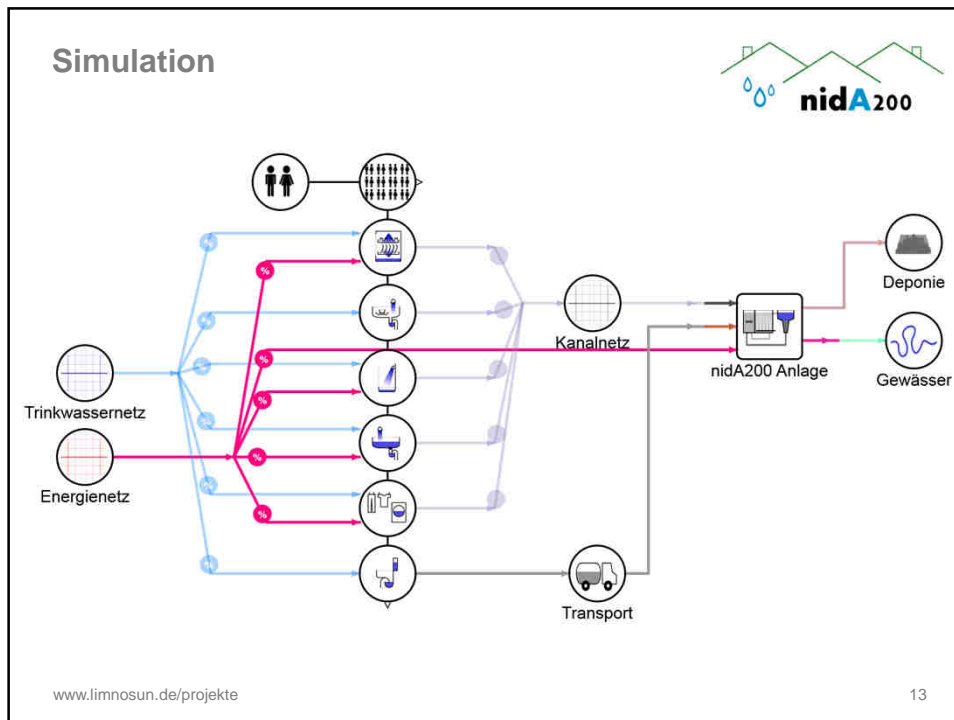 Simulation
nidA200
%
%
%
%
%
%
%
%
%
%
%
Trinkwassernetz
Energienetz
Kanalnetz
nidA200 Anlage
Deponie
Gewässer
Transport
www.limnosun.de/projekte
13